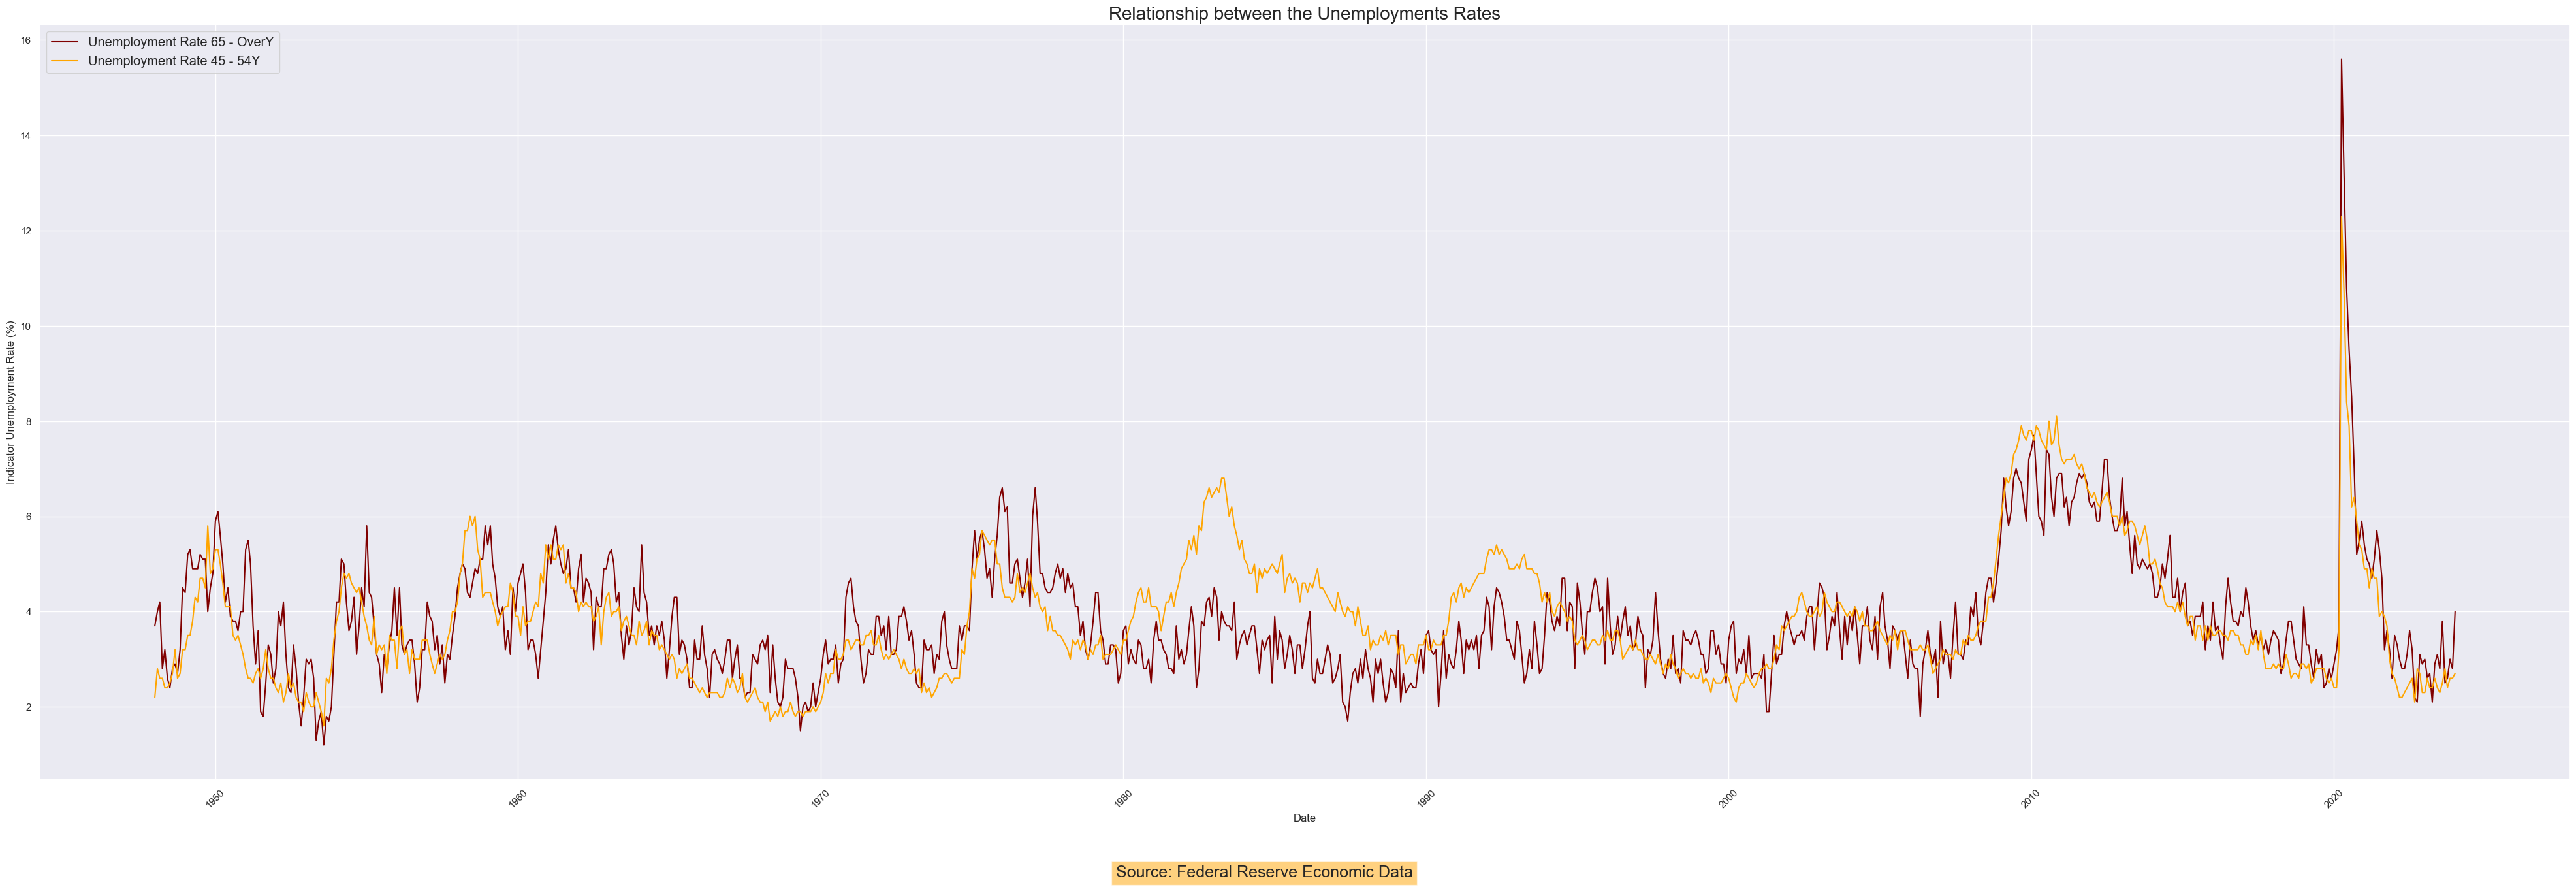 Relationship between the Unemployments Rates
Unemployment Rate 65 - OverY
Unemployment Rate 45 - 54Y
Indicator Unemployment Rate (%)
16
14
12
10
8
6
4
2
1950
1960
1970
1980
1990
2000
2010
2020
Date
Source: Federal Reserve Economic Data